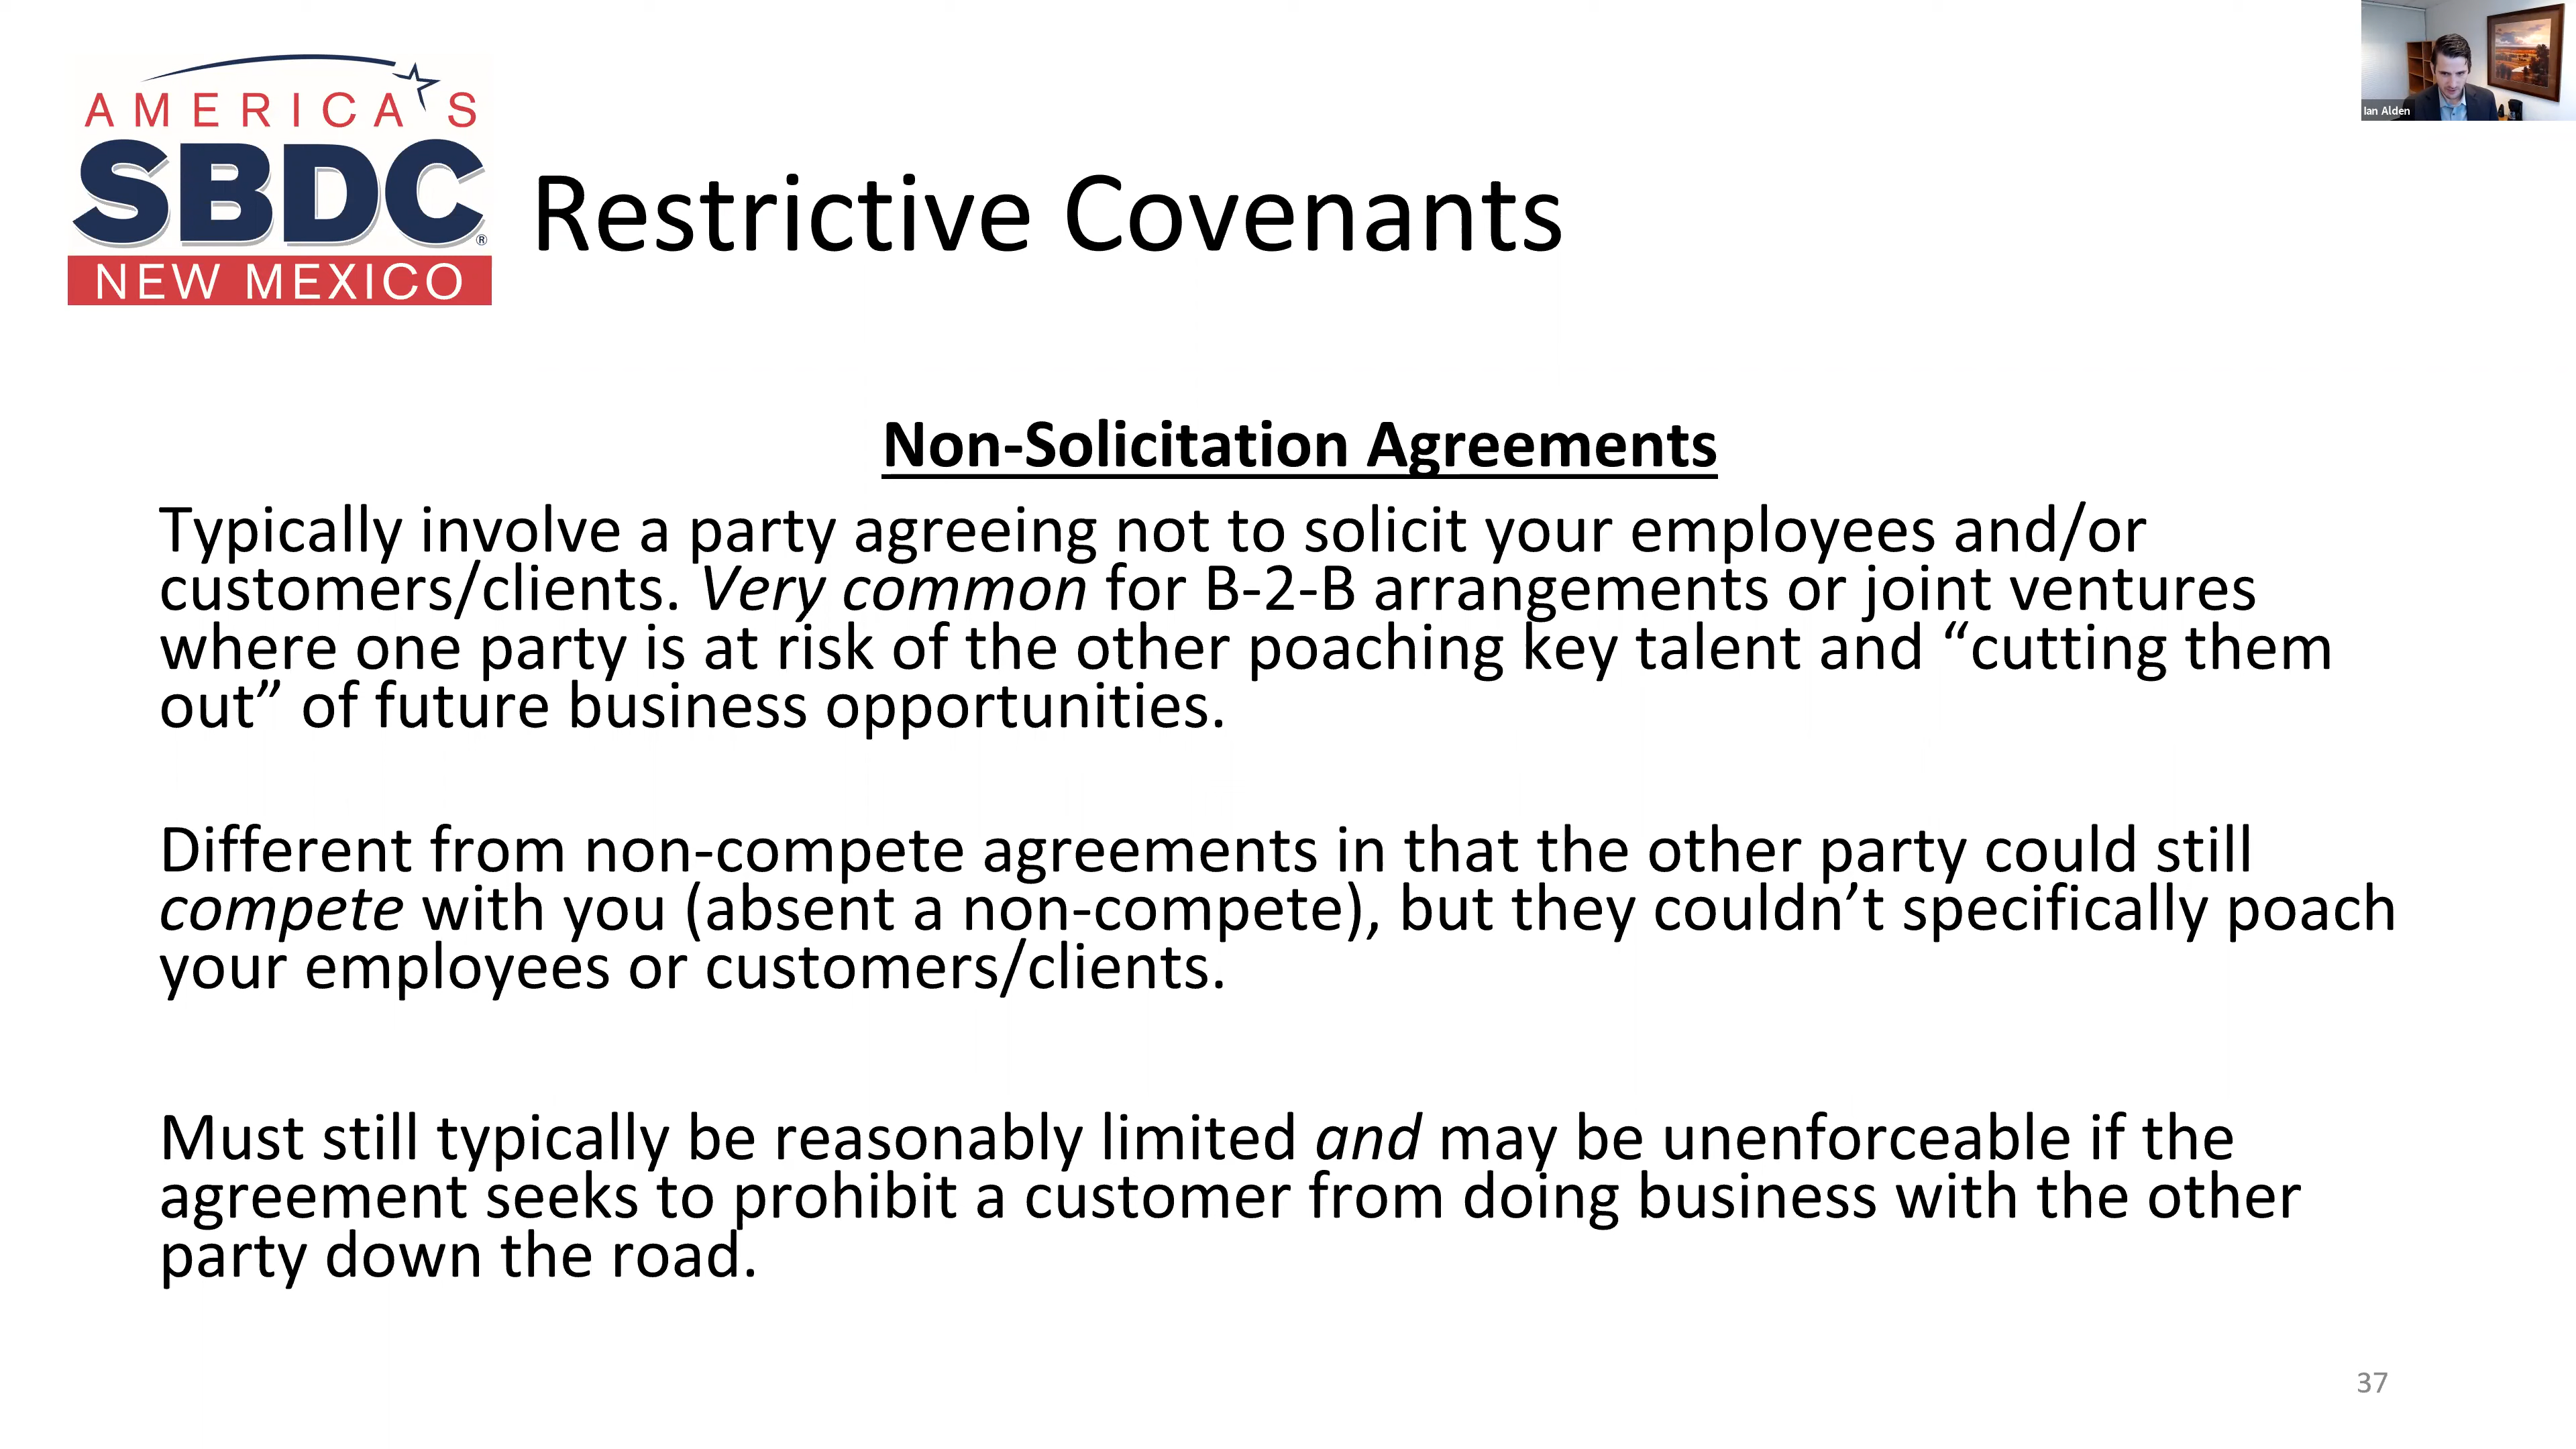 AMERICA'S
SBDC®
NEW MEXICO
Ian Alden
Restrictive Covenants
Non-Solicitation Agreements
Typically involve a party agreeing not to solicit your employees and/or
customers/clients. Very common for B-2-B arrangements or joint ventures
where one party is at risk of the other poaching key talent and “cutting them
out” of future business opportunities.
Different from non-compete agreements in that the other party could still
compete with you (absent a non-compete), but they couldn’t specifically poach
your employees or customers/clients.
Must still typically be reasonably limited and may be unenforceable if the
agreement seeks to prohibit a customer from doing business with the other
party down the road.
37